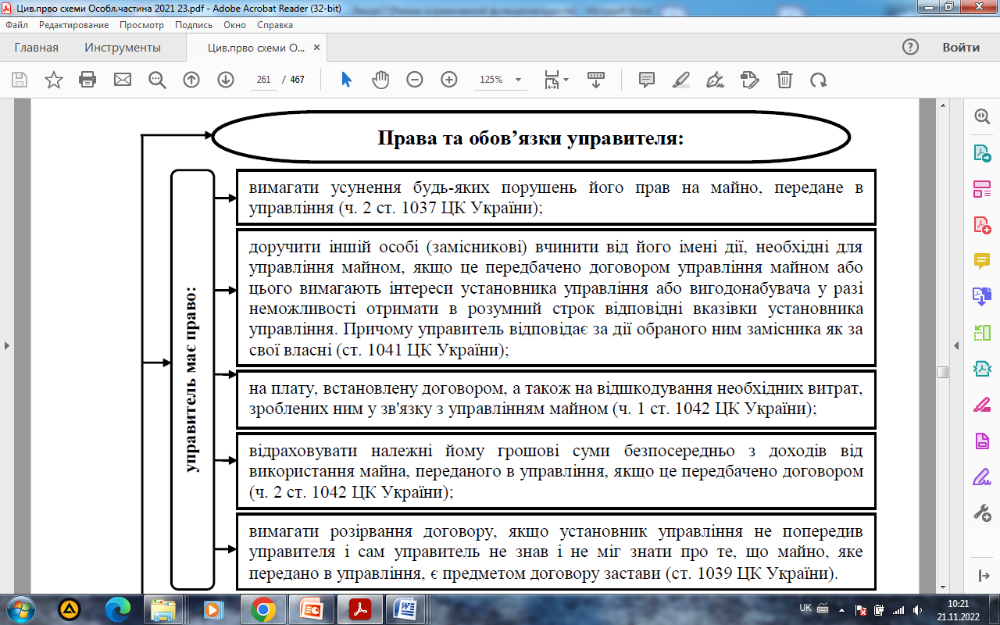 Цив.прво схеми Особл.частина 2021 23.pdf - Adobe Acrobat Reader (32-bit)
Файл Редактирование Просмотр Подпись Окно Справка
Главная Инструменты Цив.прво схеми О... × ? Войти
261 / 467 125%
Права та обов’язки управителя:
управитель має право:
вимагати усунення будь-яких порушень його прав на майно, передане в
управління (ч. 2 ст. 1037 ЦК України);
доручити іншій особі (замісникові) вчинити від його імені дії, необхідні для
управління майном, якщо це передбачено договором управління майном або
цього вимагають інтереси установника управління або вигодонабувача у разі
неможливості отримати в розумний строк відповідні вказівки установника
управління. Причому управитель відповідає за дії обраного ним замісника як за
свої власні (ст. 1041 ЦК України);
на плату, встановлену договором, а також на відшкодування необхідних витрат,
зроблених ним у зв'язку з управлінням майном (ч. 1 ст. 1042 ЦК України);
відраховувати належні йому грошові суми безпосередньо з доходів від
використання майна, переданого в управління, якщо це передбачено договором
(ч. 2 ст. 1042 ЦК України);
вимагати розірвання договору, якщо установник управління не попередив
управителя і сам управитель не знав і не міг знати про те, що майно, яке
передано в управління, є предметом договору застави (ст. 1039 ЦК України).
UK 10:21
21.11.2022